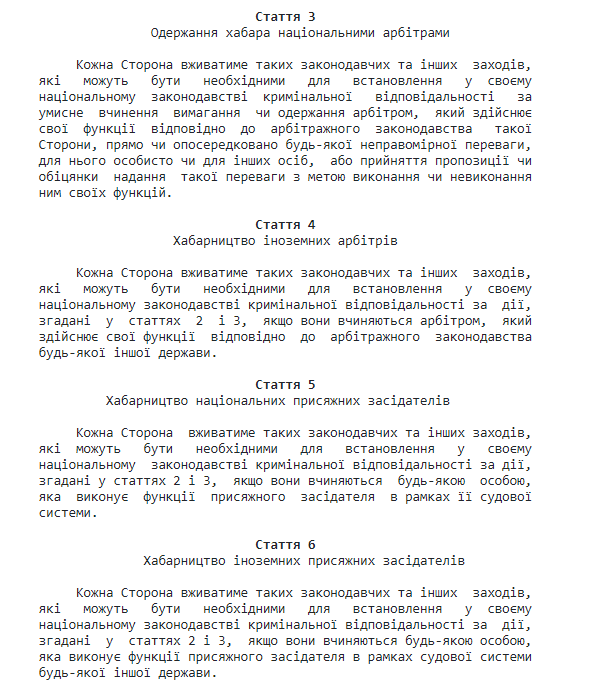 Стаття 3
Одержання хабара національними арбітрами
Кожна Сторона вживатиме таких законодавчих та інших заходів,
які можуть бути необхідними для встановлення у своєму
національному законодавстві кримінальної відповідальності за
умисне вчинення вимагання чи одержання арбітром, який здійснює
свої функції відповідно до арбітражного законодавства такої
Сторони, прямо чи опосередковано будь-якої неправомірної переваги,
для нього особисто чи для інших осіб, або прийняття пропозиції чи
обіцянки надання такої переваги з метою виконання чи невиконання
ним своїх функцій.
Стаття 4
Хабарництво іноземних арбітрів
Кожна Сторона вживатиме таких законодавчих та інших заходів,
які можуть бути необхідними для встановлення у своєму
національному законодавстві кримінальної відповідальності за дії,
згадані у статтях 2 і 3, якщо вони вчиняються арбітром, який
здійснює свої функції відповідно до арбітражного законодавства
будь-якої іншої держави.
Стаття 5
Хабарництво національних присяжних засідателів
Кожна Сторона вживатиме таких законодавчих та інших заходів,
які можуть бути необхідними для встановлення у своєму
національному законодавстві кримінальної відповідальності за дії,
згадані у статтях 2 і 3, якщо вони вчиняються будь-якою особою,
яка виконує функції присяжного засідателя в рамках її судової
системи.
Стаття 6
Хабарництво іноземних присяжних засідателів
Кожна Сторона вживатиме таких законодавчих та інших заходів,
які можуть бути необхідними для встановлення у своєму
національному законодавстві кримінальної відповідальності за дії,
згадані у статтях 2 і 3, якщо вони вчиняються будь-якою особою,
яка виконує функції присяжного засідателя в рамках судової системи
будь-якої іншої держави.